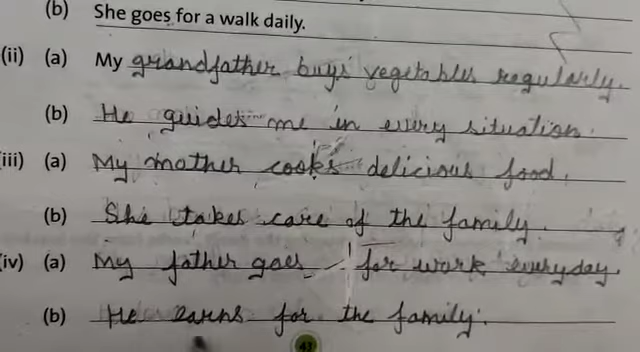 (b) She goes for a walk daily.
(ii) (a) My grandfather buys vegetables regularly.
(b) He guides me in every situation.
(iii) (a) My mother cooks delicious food.
(b) She takes care of the family.
(iv) (a) My father goes for work everyday.
(b) He earns for the family.
43